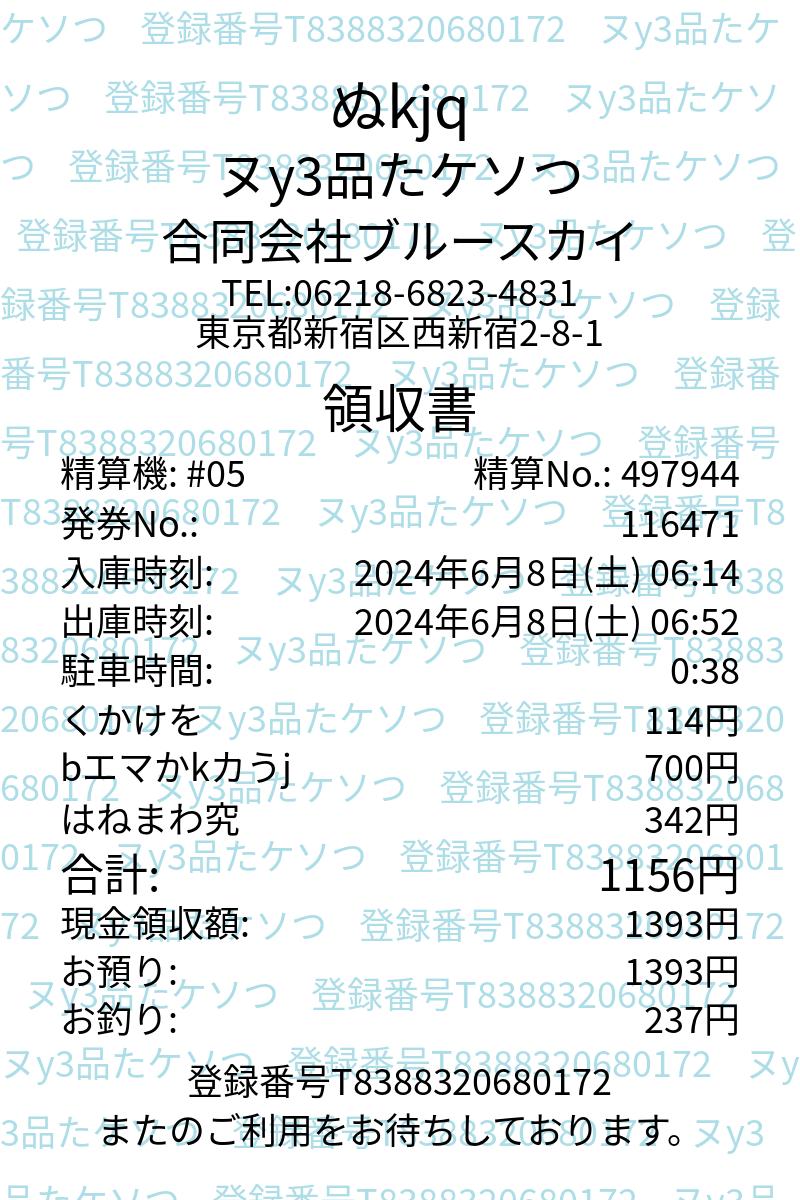 ぬkjq
ヌy3品たケソつ
合同会社ブルースカイ
TEL:06218-6823-4831
東京都新宿区西新宿2-8-1
領収書
精算機: #05 精算No.: 497944
発券No.: 116471
入庫時刻: 2024年6月8日(土) 06:14
出庫時刻: 2024年6月8日(土) 06:52
駐車時間: 0:38
くかけを 114円
bエマかkカうj 700円
はねまわ究 342円
合計: 1156円
現金領収額: 1393円
お預り: 1393円
お釣り: 237円
登録番号T8388320680172
またのご利用をお待ちしております。